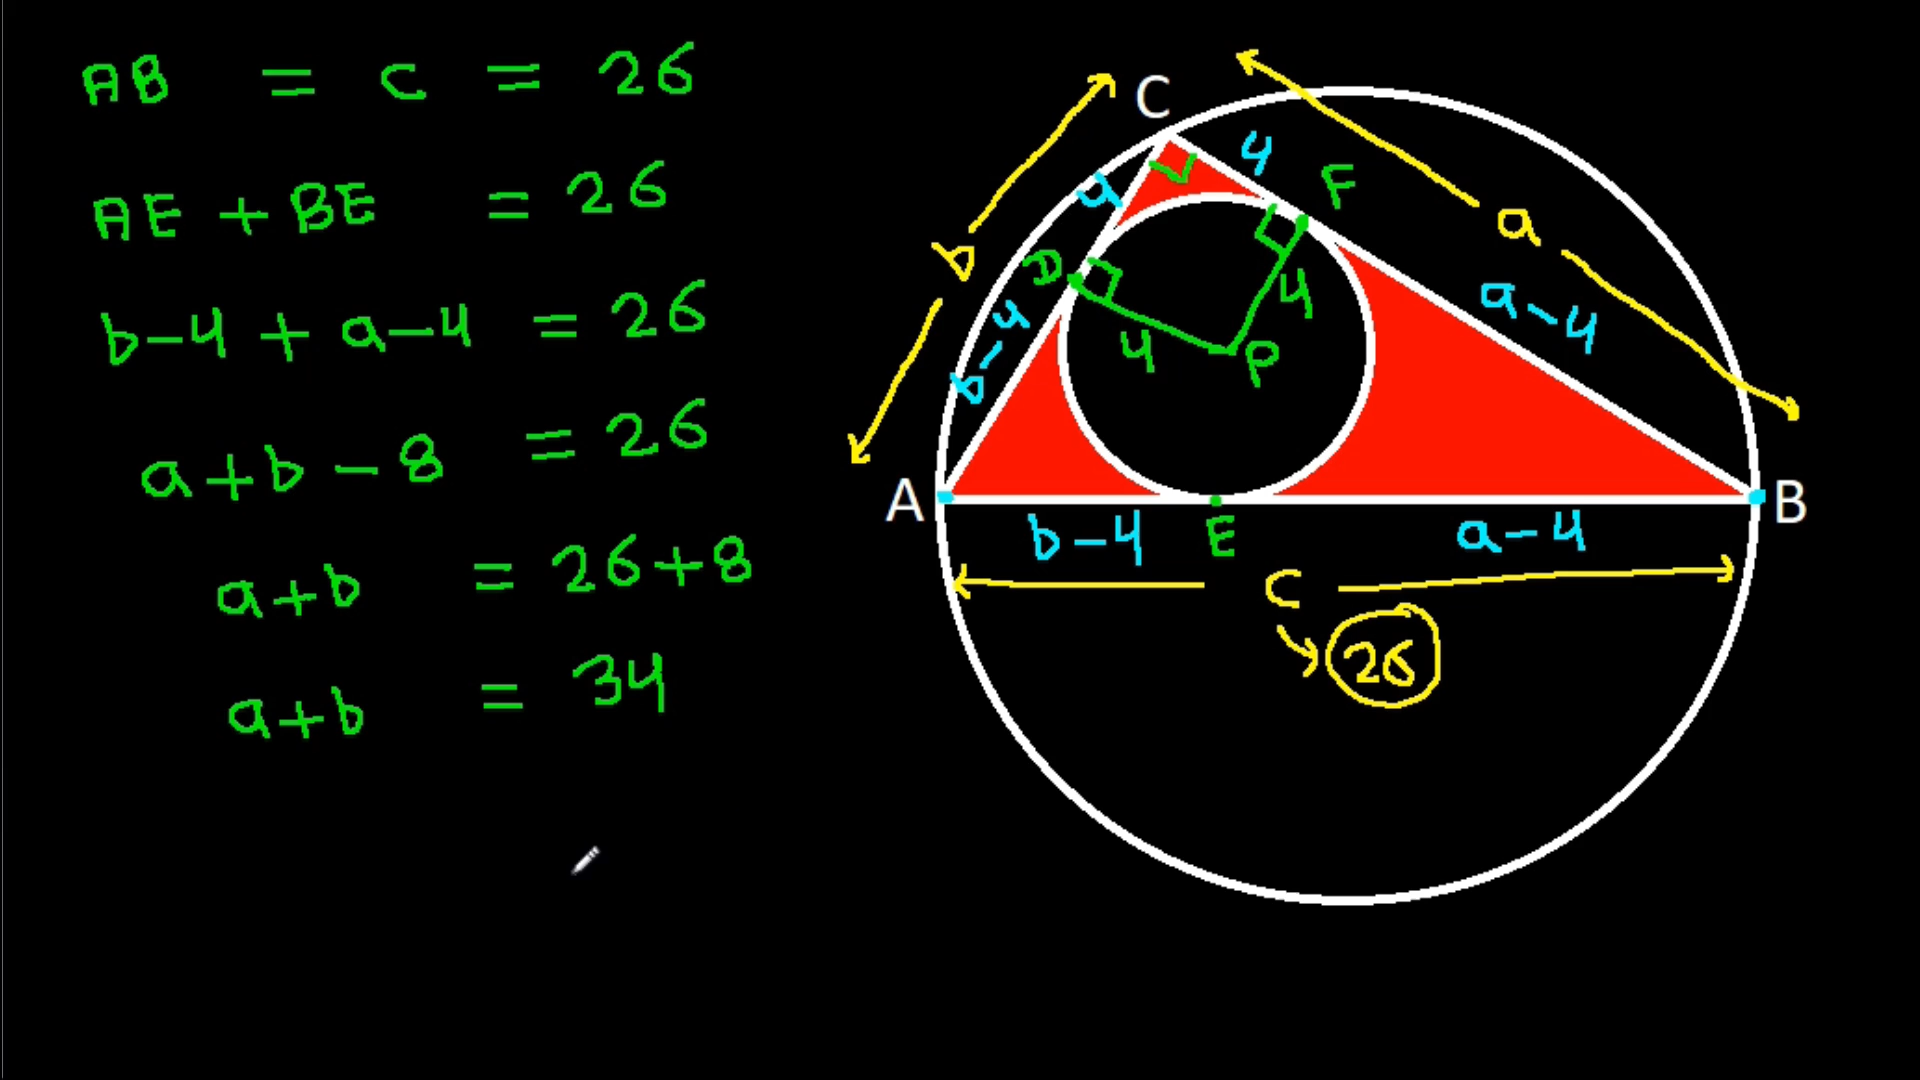 AB = c = 26
AE + BE = 26
b-4 + a-4 = 26
a+b-8 = 26
a+b = 26+8
a+b = 34
C
4
F
4
a
b
D
4
a-4
b-4
4
P
A
B
b-4
E
a-4
c
26